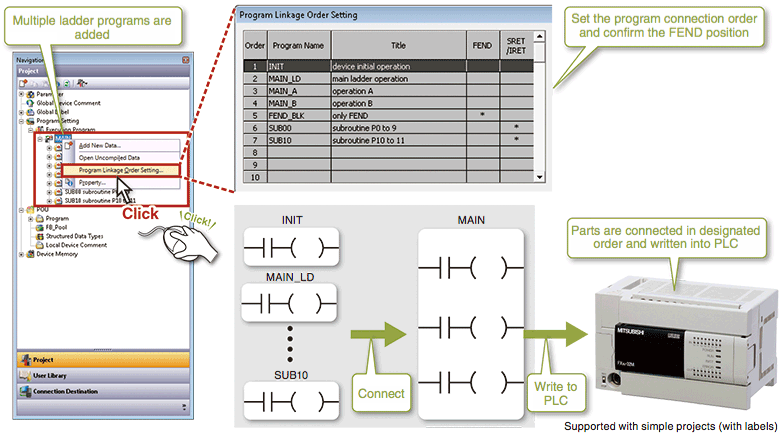 Multiple ladder programs are
added
Navigation
Project
Parameter
Global Device Comment
Global Label
Program Setting
Execution Program
MAIN
Add New Data...
Open Uncompiled Data
Program Linkage Order Setting...
Property...
SUB00 subroutine P0
SUB10 subroutine P10 to 11
POU
Program
FB_Pool
Structured Data Types
Local Device Comment
Device Memory
Click
Click!
Project
User Library
Connection Destination
Program Linkage Order Setting
Order Program Name Title FEND SRET
/IRET
1 INIT device initial operation
2 MAIN_LD main ladder operation
3 MAIN_A operation A
4 MAIN_B operation B
5 FEND_BLK only FEND *
6 SUB00 subroutine P0 to 9 *
7 SUB10 subroutine P10 to 11 *
8
9
10
Set the program connection order
and confirm the FEND position
INIT
MAIN_LD
SUB10
Connect
MAIN
Write to
PLC
Parts are connected in designated
order and written into PLC
MITSUBISHI
Supported with simple projects (with labels)